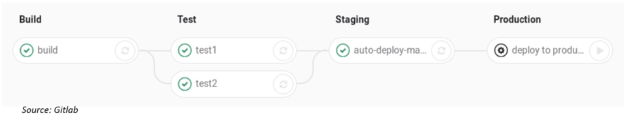 Build
Test
Staging
Production
build
test1
auto-deploy-ma...
deploy to produ...
test2
Source: Gitlab